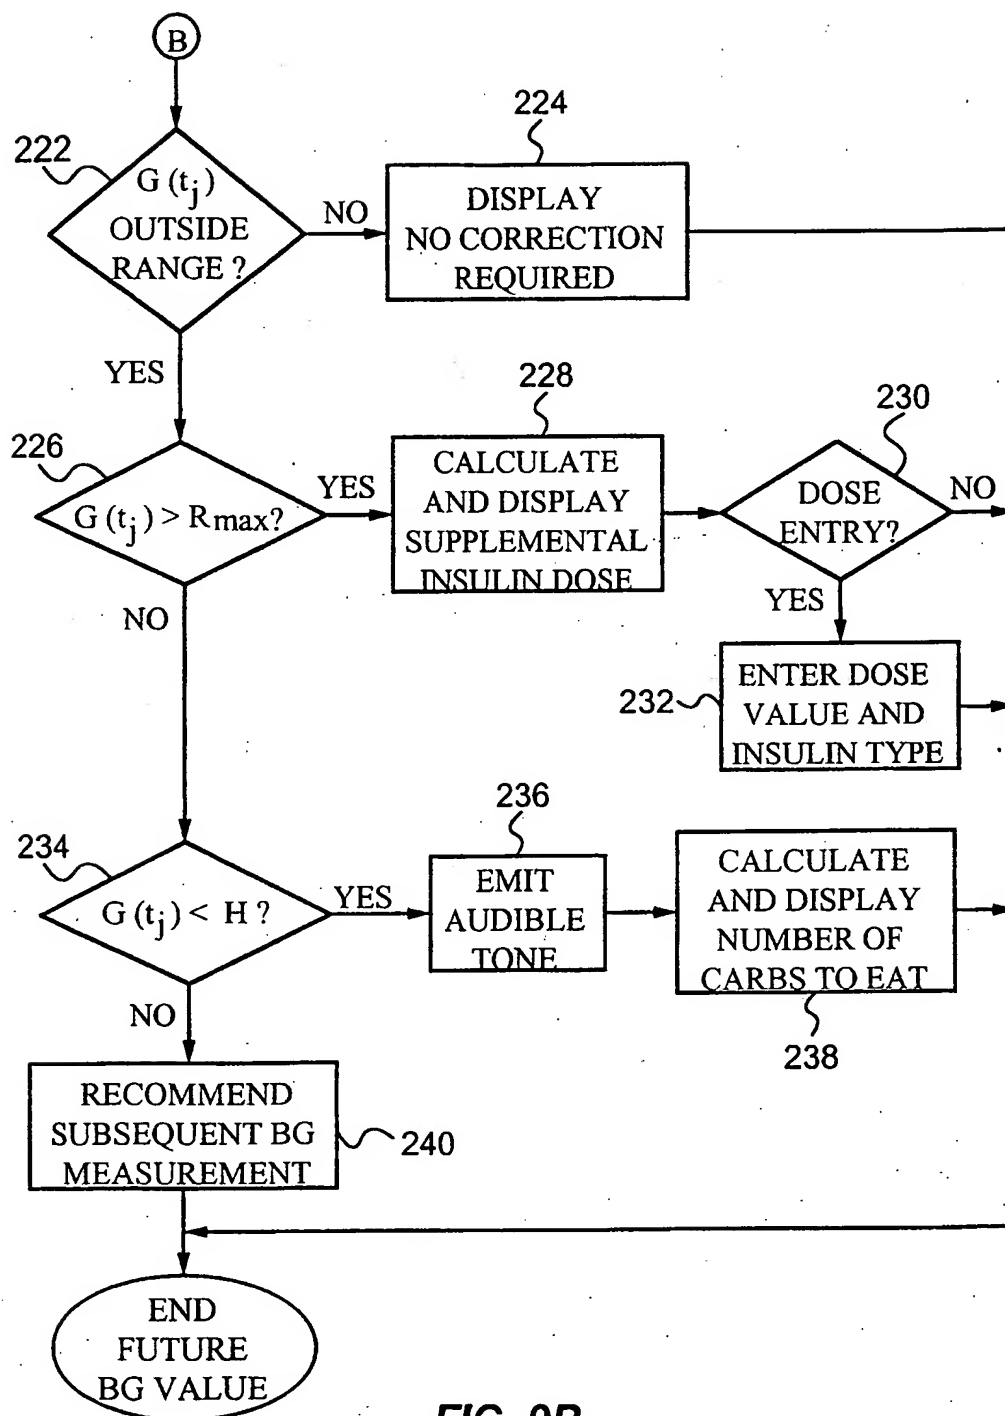 B
222
G(tj)
OUTSIDE
RANGE?
NO
224
DISPLAY
NO CORRECTION
REQUIRED
YES
226
G(tj) > Rmax?
YES
228
CALCULATE
AND DISPLAY
SUPPLEMENTAL
INSULIN DOSE
230
DOSE
ENTRY?
NO
YES
232
ENTER DOSE
VALUE AND
INSULIN TYPE
NO
234
G(tj) < H?
YES
236
EMIT
AUDIBLE
TONE
CALCULATE
AND DISPLAY
NUMBER OF
CARBS TO EAT
238
NO
RECOMMEND
SUBSEQUENT BG
MEASUREMENT
240
END
FUTURE
BG VALUE